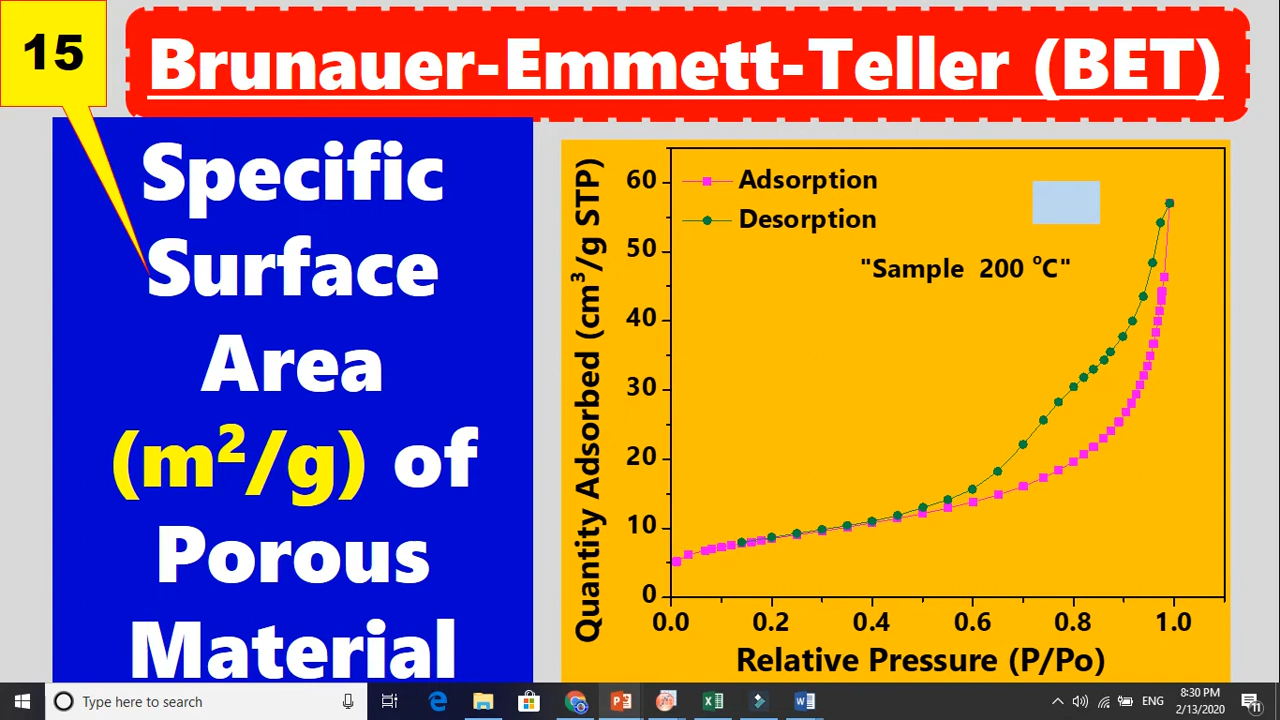 15
Brunauer-Emmett-Teller (BET)
Specific
Surface
Area
(m²/g) of
Porous
Material
Quantity Adsorbed (cm³/g STP)
60
50
40
30
20
10
0
Adsorption
Desorption
"Sample 200 °C"
0.0 0.2 0.4 0.6 0.8 1.0
Relative Pressure (P/Po)
Type here to search
ENG
8:30 PM
2/13/2020
11